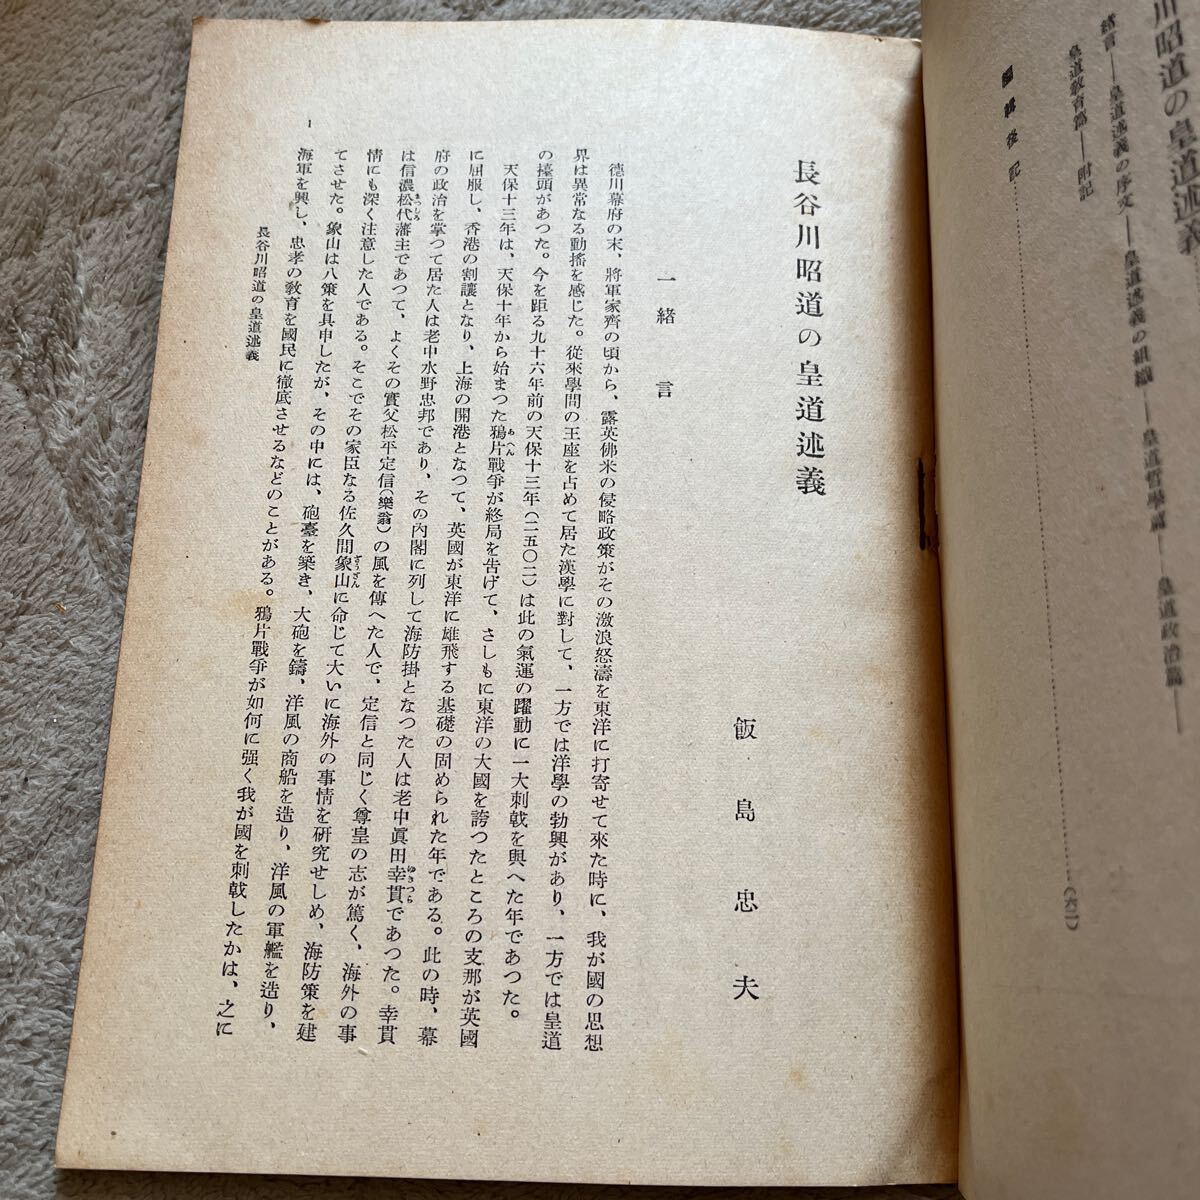 川昭道の皇道述義
緒言――皇道述義の序文――皇道述義の組織――皇道哲學篇――皇道政治篇――
皇道敎育篇――附記
編輯後記……………………(六二)
長谷川昭道の皇道述義
飯島忠夫
一緒言
德川幕府の末、將軍家齊の頃から、露英佛米の侵略政策がその激浪怒濤を東洋に打寄せて來た時に、我が國の思想
界は異常なる動搖を感じた。從來學問の王座を占めて居た漢學に對して、一方では洋學の勃興があり、一方では皇道
の擡頭があつた。今を距る九十六年前の天保十三年(二五〇二)は此の氣運の躍動に一大刺戟を與へた年であつた。
天保十三年は、天保十年から始まつた鴉片戰爭が終局を吿げて、さしもに東洋の大國を誇つたところの支那が英國
に屈服し、香港の割讓となり、上海の開港となつて、英國が東洋に雄飛する基礎の固められた年である。此の時、幕
府の政治を掌つて居た人は老中水野忠邦であり、その內閣に列して海防掛となつた人は老中眞田幸貫であつた。幸貫
は信濃松代藩主であつて、よくその實父松平定信(樂翁)の風を傳へた人で、定信と同じく尊皇の志が篤く、海外の事
情にも深く注意した人である。そこでその家臣なる佐久間象山に命じて大いに海外の事情を研究せしめ、海防策を建
てさせた。象山は八策を具申したが、その中には、砲臺を築き、大砲を鑄、洋風の商船を造り、洋風の軍艦を造り、
海軍を興し、忠孝の敎育を國民に徹底させるなどのことがある。鴉片戰爭が如何に强く我が國を刺戟したかは、之に
長谷川昭道の皇道述義
1